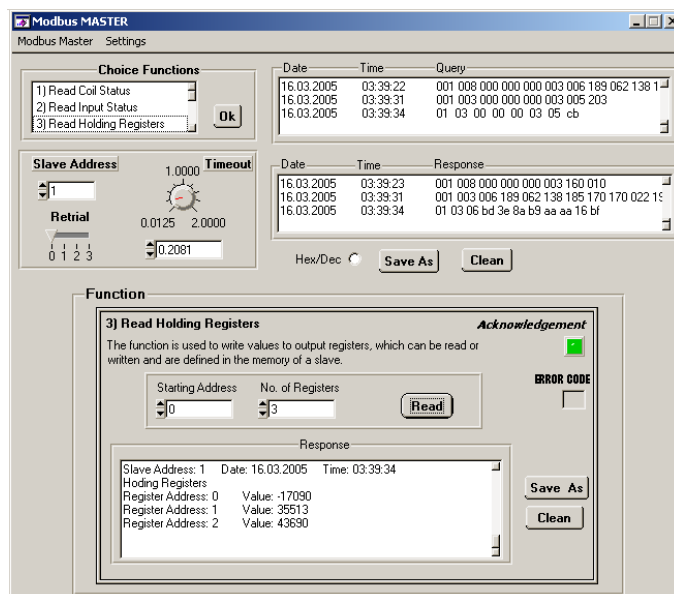 Modbus MASTER
Modbus Master Settings
Choice Functions
1) Read Coil Status
2) Read Input Status
3) Read Holding Registers
Ok
Date Time Query
16.03.2005 03:39:22 001 008 000 000 000 003 006 189 062 138 1
16.03.2005 03:39:31 001 003 000 000 000 003 005 203
16.03.2005 03:39:34 01 03 00 00 00 03 05 cb
Slave Address
1
Retrial
0 1 2 3
Timeout
1.0000
0.0125 2.0000
0.2081
Date Time Response
16.03.2005 03:39:23 001 008 000 000 000 003 160 010
16.03.2005 03:39:31 001 003 006 189 062 138 185 170 170 022 19
16.03.2005 03:39:34 01 03 06 bd 3e 8a b9 aa aa 16 bf
Hex/Dec Save As Clean
Function
3) Read Holding Registers Acknowledgement
The function is used to write values to output registers, which can be read or
written and are defined in the memory of a slave.
ERROR CODE
Starting Address No. of Registers
0 3 Read
Response
Slave Address: 1 Date: 16.03.2005 Time: 03:39:34
Hoding Registers
Register Address: 0 Value: -17090
Register Address: 1 Value: 35513
Register Address: 2 Value: 43690
Save As
Clean